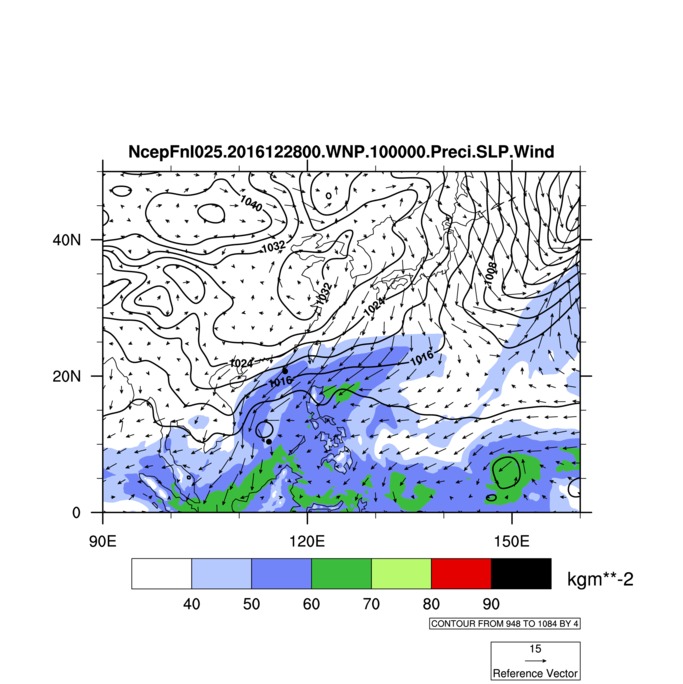 NcepFnl025.2016122800.WNP.100000.Preci.SLP.Wind
1040
1032
40N
1008
1032
1024
1024
1016
20N
1016
0
90E 120E 150E
kgm**-2
40 50 60 70 80 90
CONTOUR FROM 948 TO 1084 BY 4
15
Reference Vector